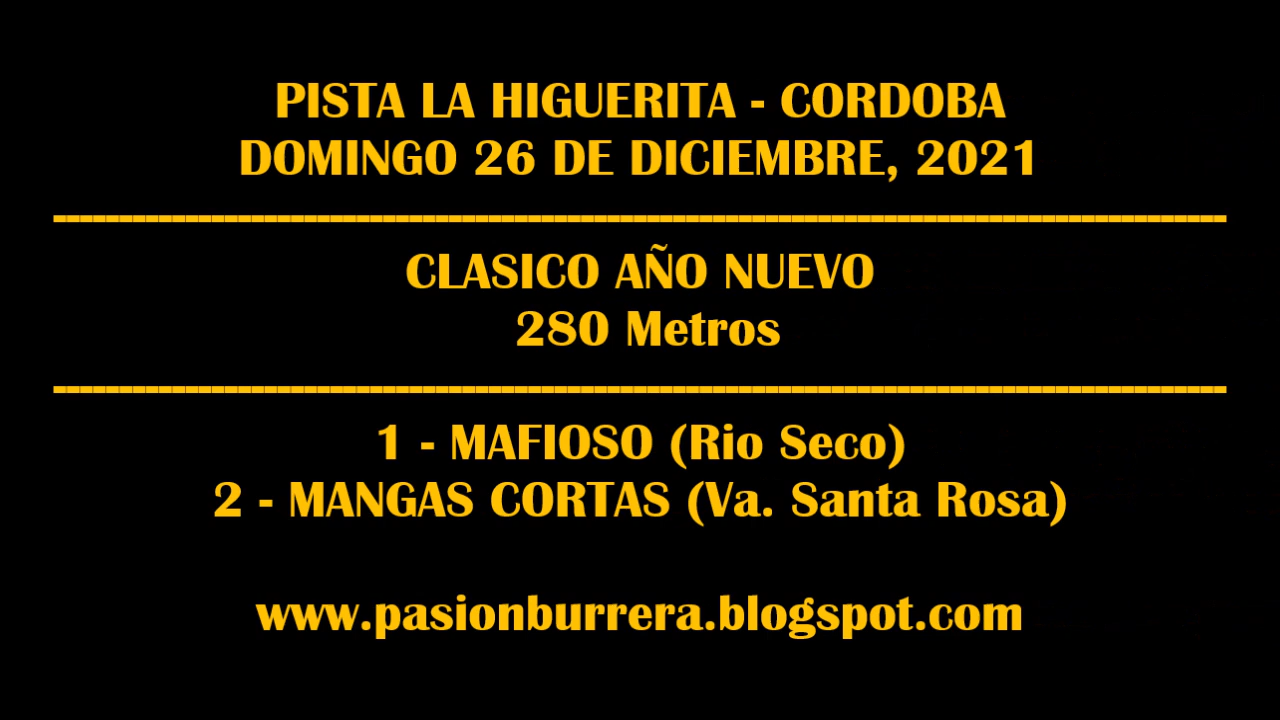 PISTA LA HIGUERITA - CORDOBA
DOMINGO 26 DE DICIEMBRE, 2021
CLASICO AÑO NUEVO
280 Metros
1 - MAFIOSO (Rio Seco)
2 - MANGAS CORTAS (Va. Santa Rosa)
www.pasionburrera.blogspot.com